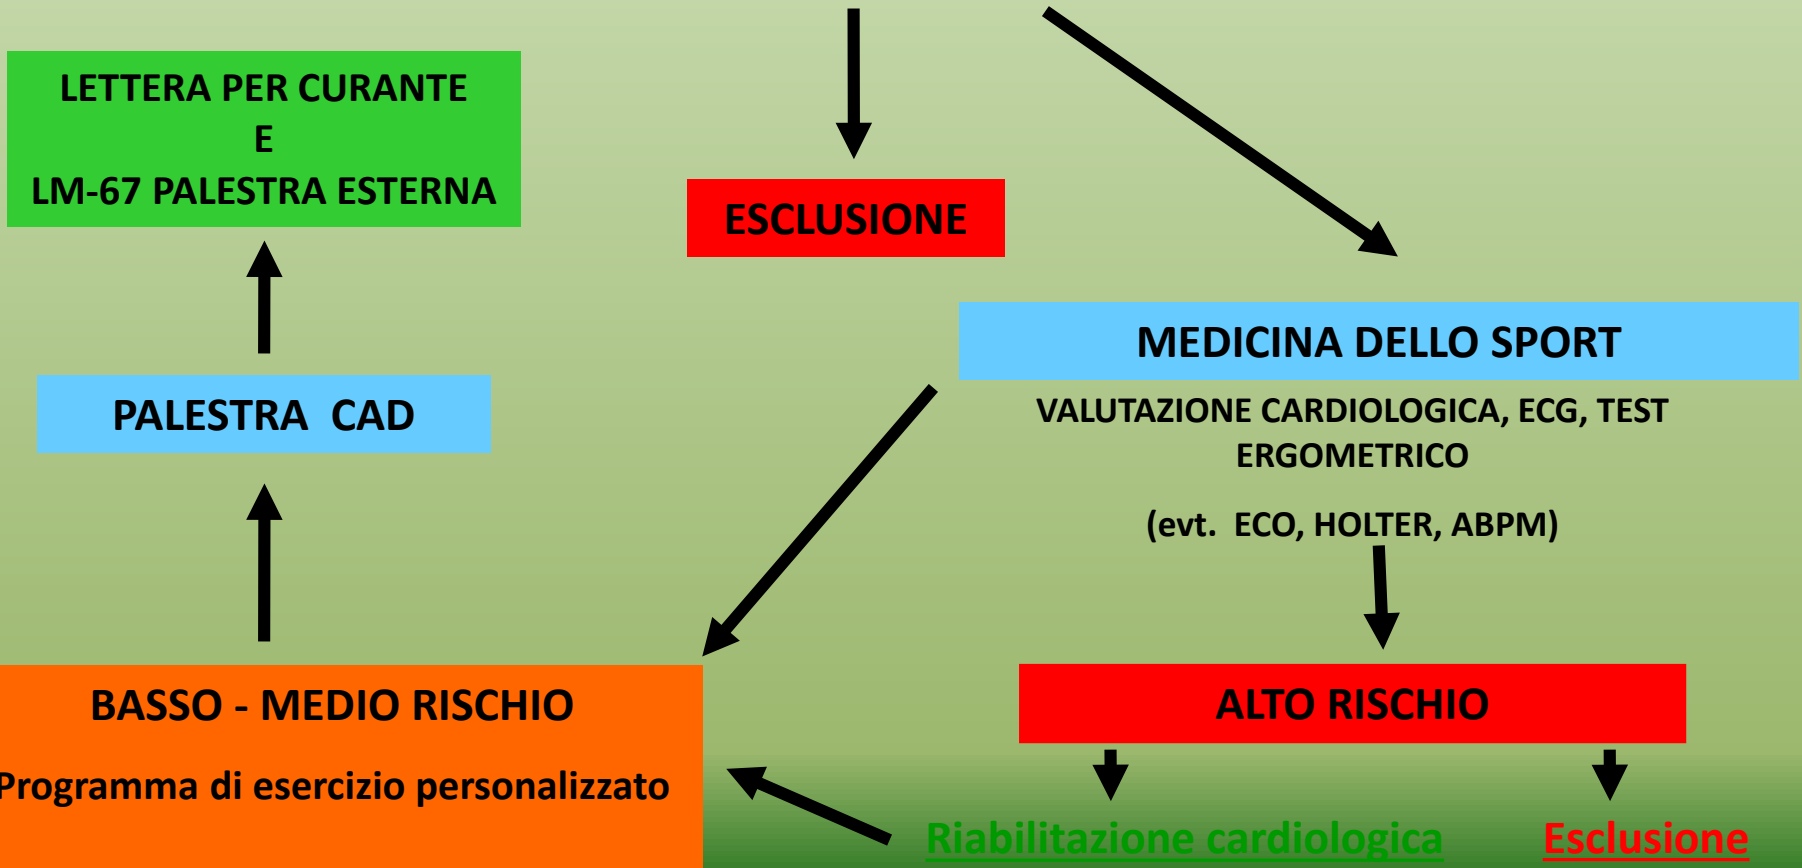 LETTERA PER CURANTE
E
LM-67 PALESTRA ESTERNA
ESCLUSIONE
MEDICINA DELLO SPORT
PALESTRA CAD
VALUTAZIONE CARDIOLOGICA, ECG, TEST
ERGOMETRICO
(evt. ECO, HOLTER, ABPM)
BASSO - MEDIO RISCHIO
Programma di esercizio personalizzato
ALTO RISCHIO
Riabilitazione cardiologica
Esclusione